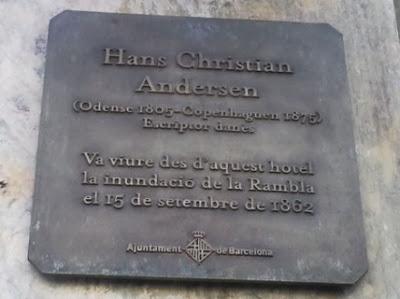 Hans Christian
Andersen
(Odense 1805-Copenhaguen 1875)
Escriptor danès
Va viure des d'aquest hotel
la inundació de la Rambla
el 15 de setembre de 1862
Ajuntament de Barcelona